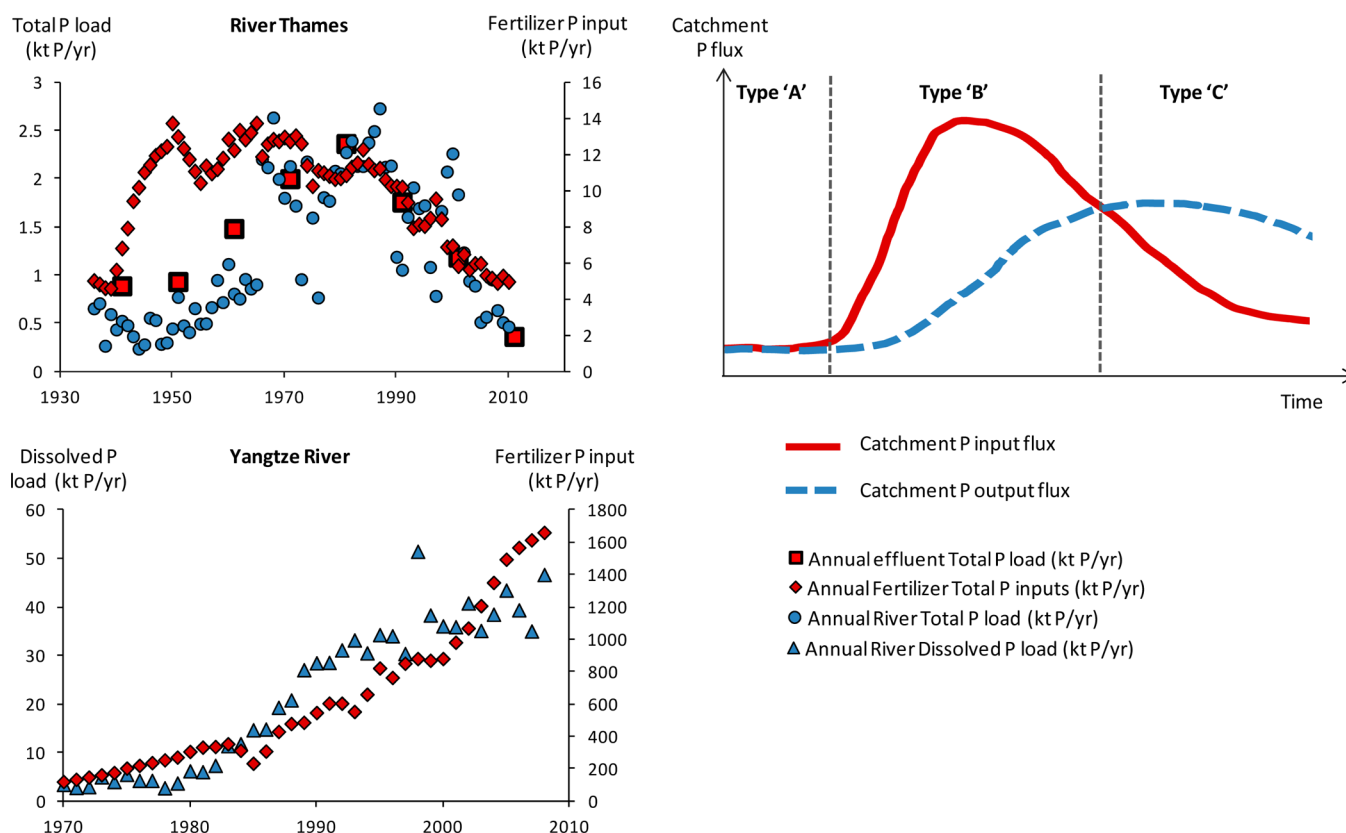 Total P load
(kt P/yr)
River Thames
Fertilizer P input
(kt P/yr)
3
2.5
2
1.5
1
0.5
0
16
14
12
10
8
6
4
2
0
1930
1950
1970
1990
2010
Catchment
P flux
Type ‘A’
Type ‘B’
Type ‘C’
Time
Catchment P input flux
Catchment P output flux
Annual effluent Total P load (kt P/yr)
Annual Fertilizer Total P inputs (kt P/yr)
Annual River Total P load (kt P/yr)
Annual River Dissolved P load (kt P/yr)
Dissolved P
load (kt P/yr)
Yangtze River
Fertilizer P input
(kt P/yr)
60
50
40
30
20
10
0
1800
1600
1400
1200
1000
800
600
400
200
0
1970
1980
1990
2000
2010